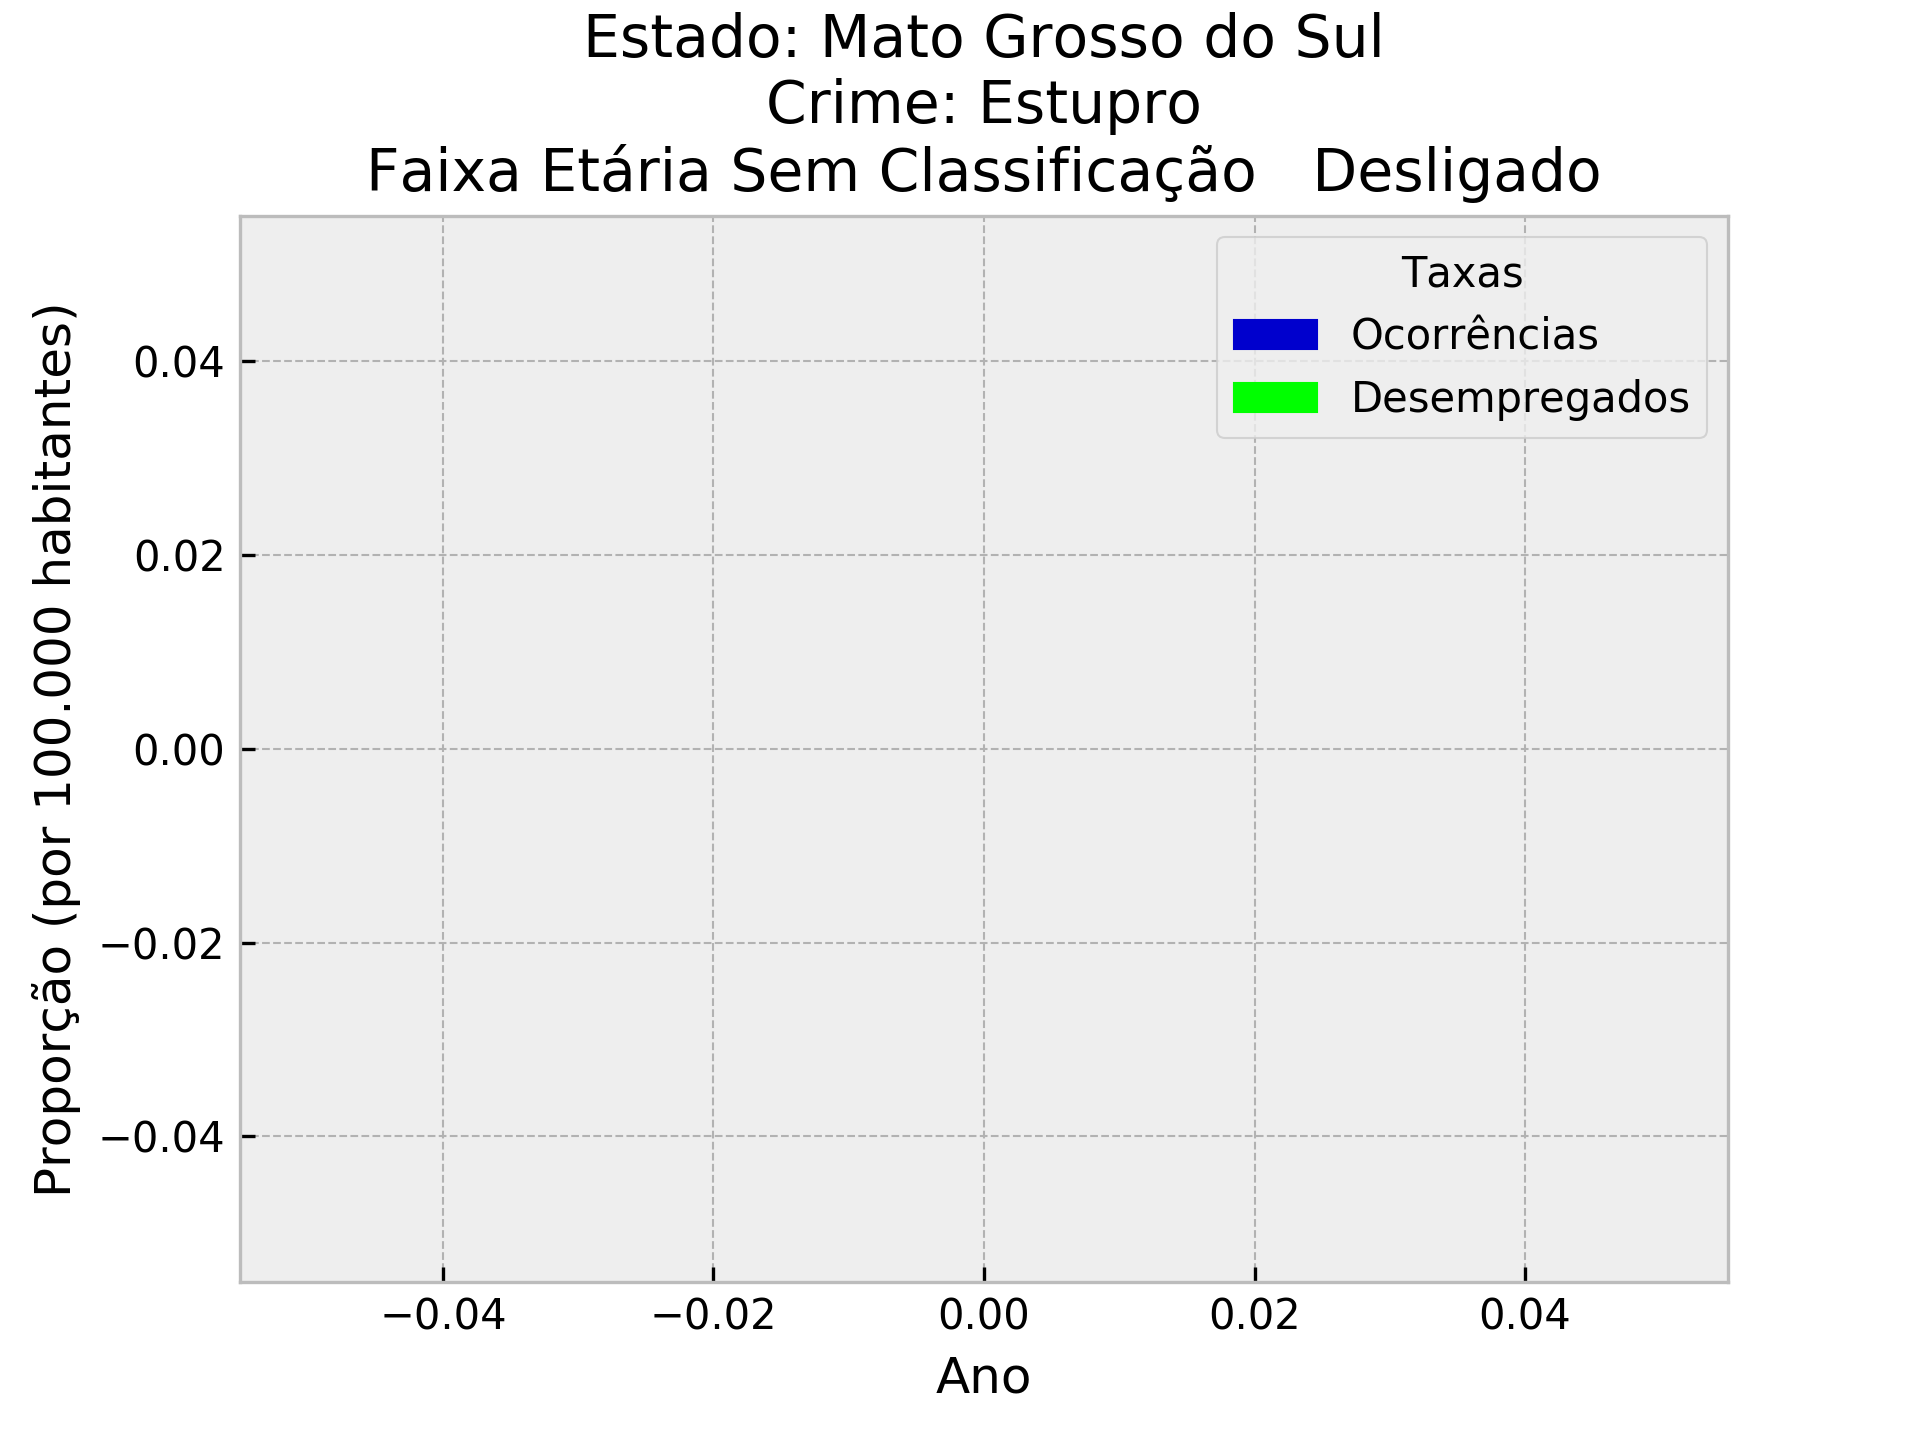 Estado: Mato Grosso do Sul
Crime: Estupro
Faixa Etária Sem Classificação   Desligado
Taxas
Ocorrências
Desempregados
Proporção (por 100.000 habitantes)
0.04
0.02
0.00
−0.02
−0.04
−0.04
−0.02
0.00
0.02
0.04
Ano